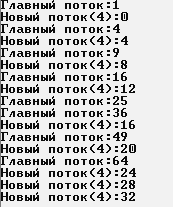 Главный поток:1
Новый поток(4):0
Главный поток:4
Новый поток(4):4
Главный поток:9
Новый поток(4):8
Главный поток:16
Новый поток(4):12
Главный поток:25
Главный поток:36
Новый поток(4):16
Главный поток:49
Новый поток(4):20
Главный поток:64
Новый поток(4):24
Новый поток(4):28
Новый поток(4):32